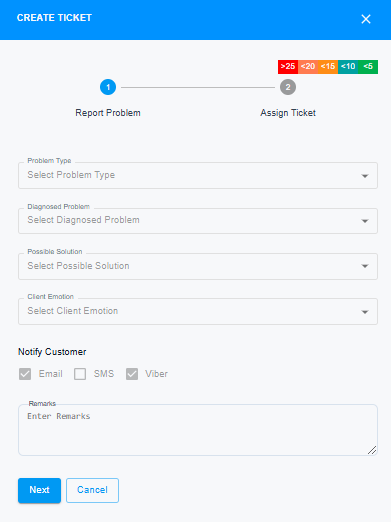 CREATE TICKET
>25 <20 <15 <10 <5
1 2
Report Problem Assign Ticket
Problem Type
Select Problem Type
Diagnosed Problem
Select Diagnosed Problem
Possible Solution
Select Possible Solution
Client Emotion
Select Client Emotion
Notify Customer
Email SMS Viber
Remarks
Enter Remarks
Next Cancel